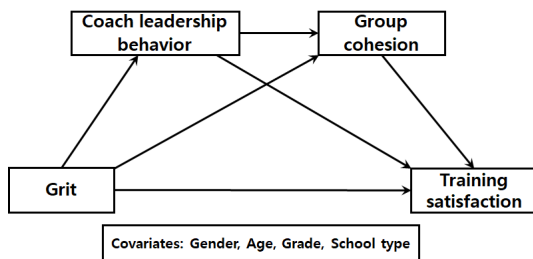 Coach leadership
behavior
Group
cohesion
Grit
Training
satisfaction
Covariates: Gender, Age, Grade, School type